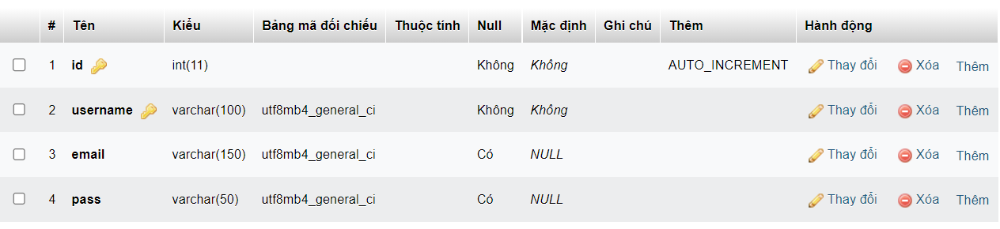 # Tên Kiểu Bảng mã đối chiếu Thuộc tính Null Mặc định Ghi chú Thêm Hành động
1 id int(11) Không Không AUTO_INCREMENT Thay đổi Xóa Thêm
2 username varchar(100) utf8mb4_general_ci Không Không Thay đổi Xóa Thêm
3 email varchar(150) utf8mb4_general_ci Có NULL Thay đổi Xóa Thêm
4 pass varchar(50) utf8mb4_general_ci Có NULL Thay đổi Xóa Thêm